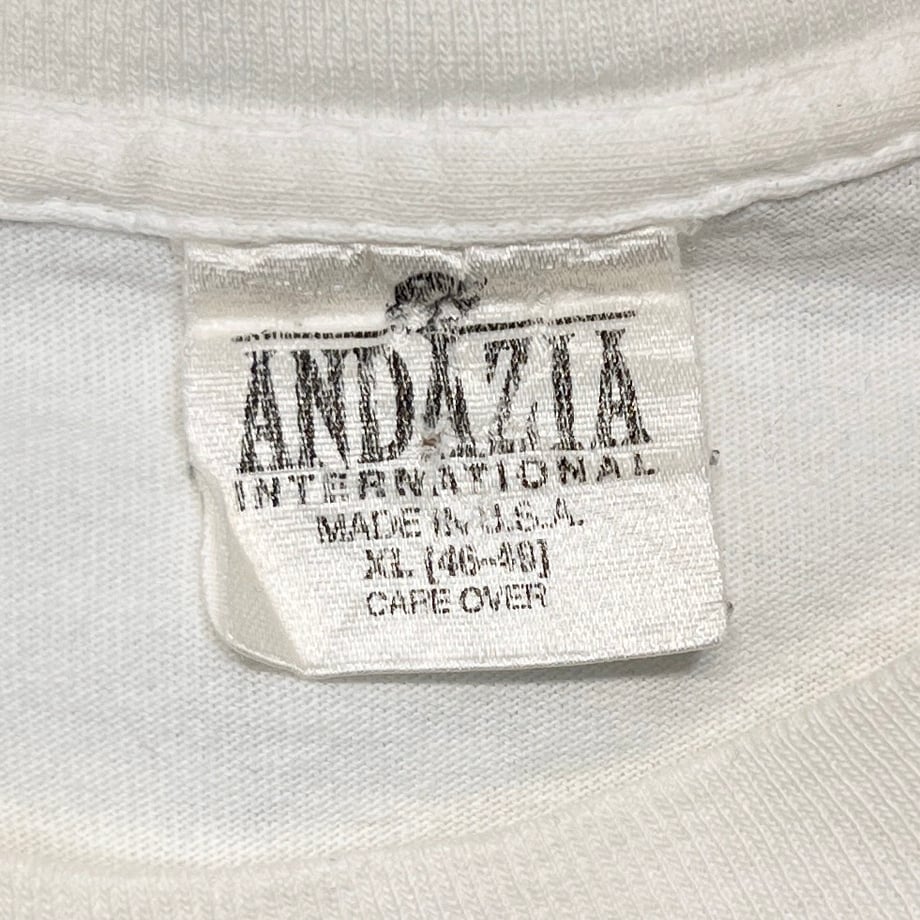 ANDAZIA
INTERNATIONAL
MADE IN U.S.A.
XL [46-48]
CARE OVER